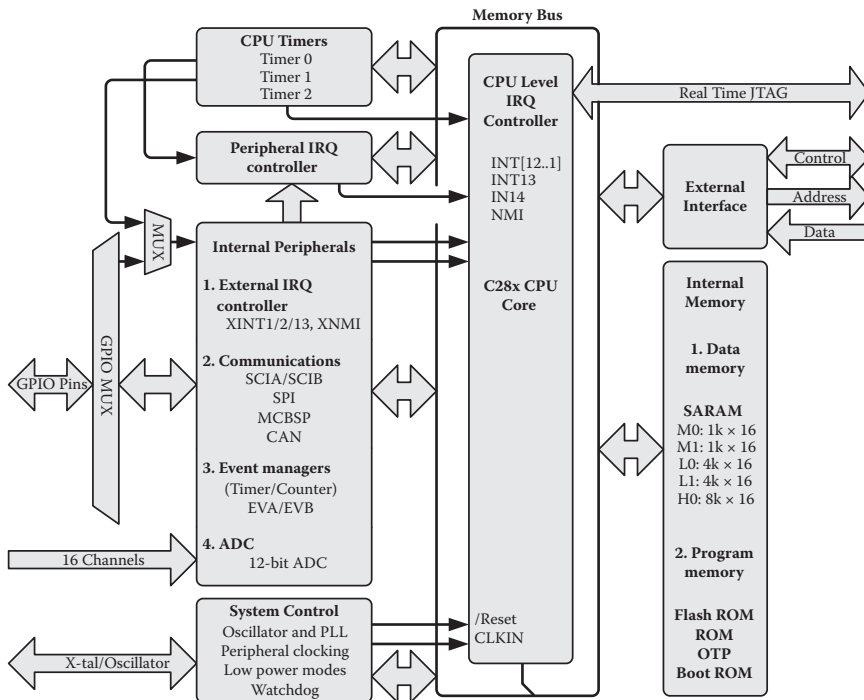 Memory Bus
CPU Timers
Timer 0
Timer 1
Timer 2
Peripheral IRQ
controller
MUX
GPIO MUX
GPIO Pins
Internal Peripherals
1. External IRQ
controller
XINT1/2/13, XNMI
2. Communications
SCIA/SCIB
SPI
MCBSP
CAN
3. Event managers
(Timer/Counter)
EVA/EVB
4. ADC
12-bit ADC
16 Channels
System Control
Oscillator and PLL
Peripheral clocking
Low power modes
Watchdog
X-tal/Oscillator
CPU Level
IRQ
Controller
INT[12..1]
INT13
IN14
NMI
C28x CPU
Core
/Reset
CLKIN
Real Time JTAG
External
Interface
Control
Address
Data
Internal
Memory
1. Data
memory
SARAM
M0: 1k × 16
M1: 1k × 16
L0: 4k × 16
L1: 4k × 16
H0: 8k × 16
2. Program
memory
Flash ROM
ROM
OTP
Boot ROM